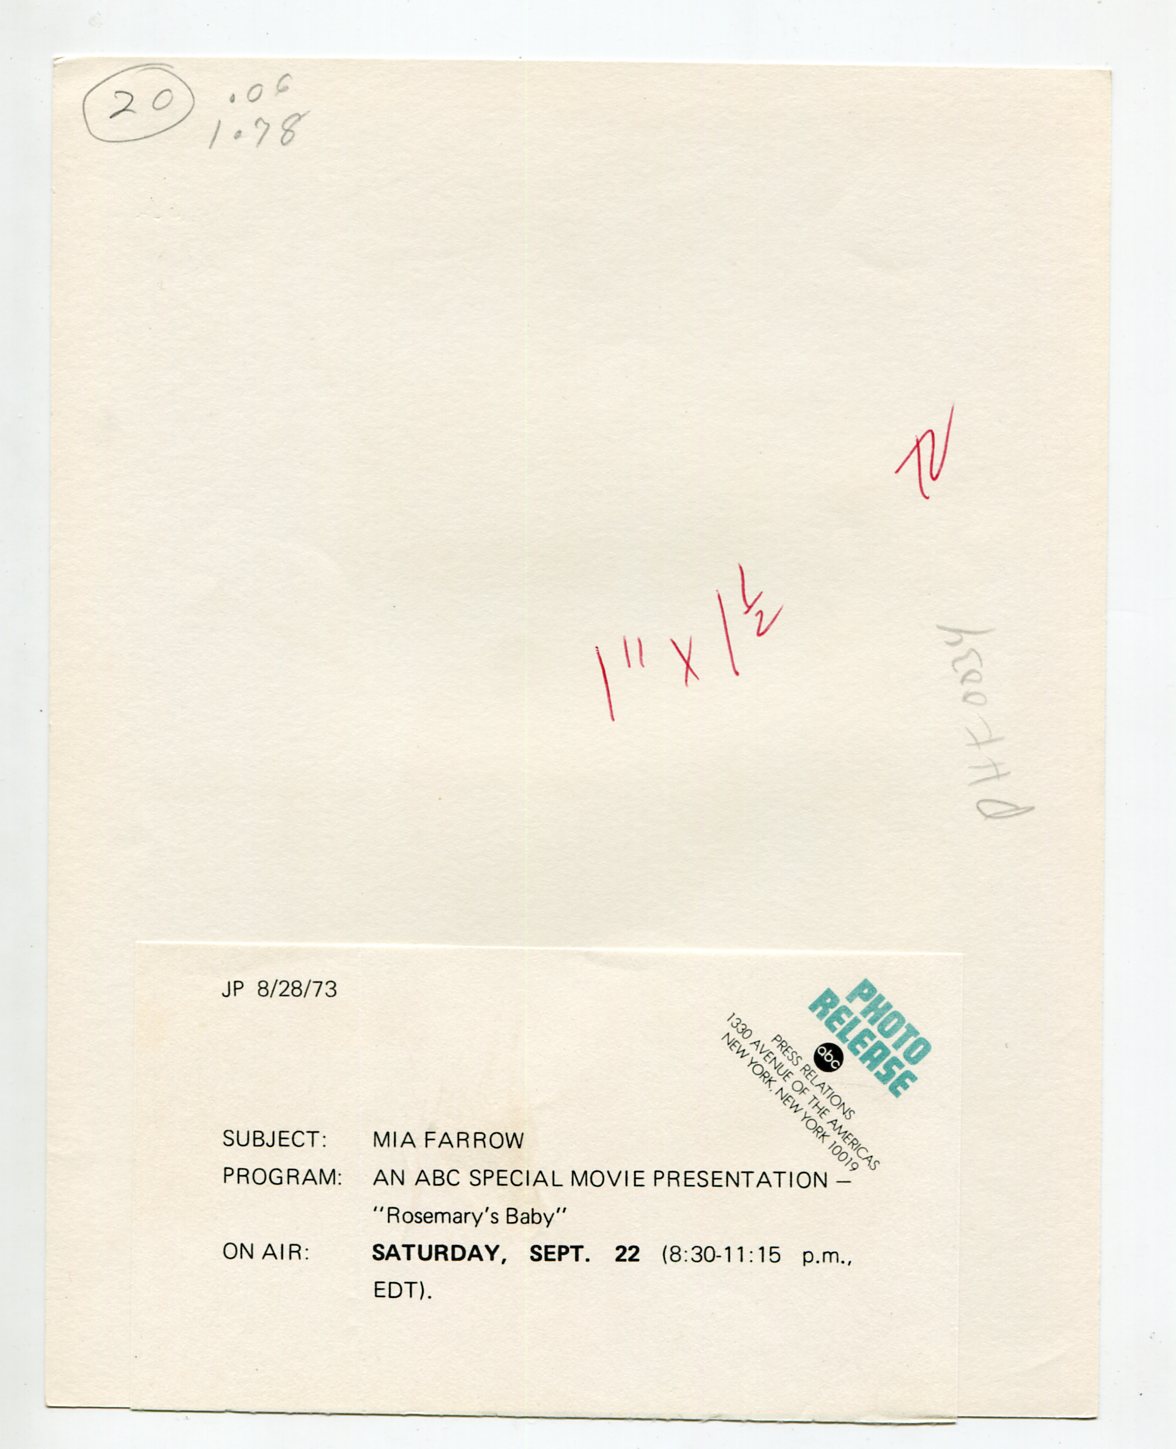 20 .06
1.78
1" x 1 1/2
JP 8/28/73
PHOTO
RELEASE
abc
PRESS RELATIONS
1330 AVENUE OF THE AMERICAS
NEW YORK, NEW YORK 10019
SUBJECT: MIA FARROW
PROGRAM: AN ABC SPECIAL MOVIE PRESENTATION –
"Rosemary's Baby"
ON AIR: SATURDAY, SEPT. 22 (8:30-11:15 p.m.,
EDT).